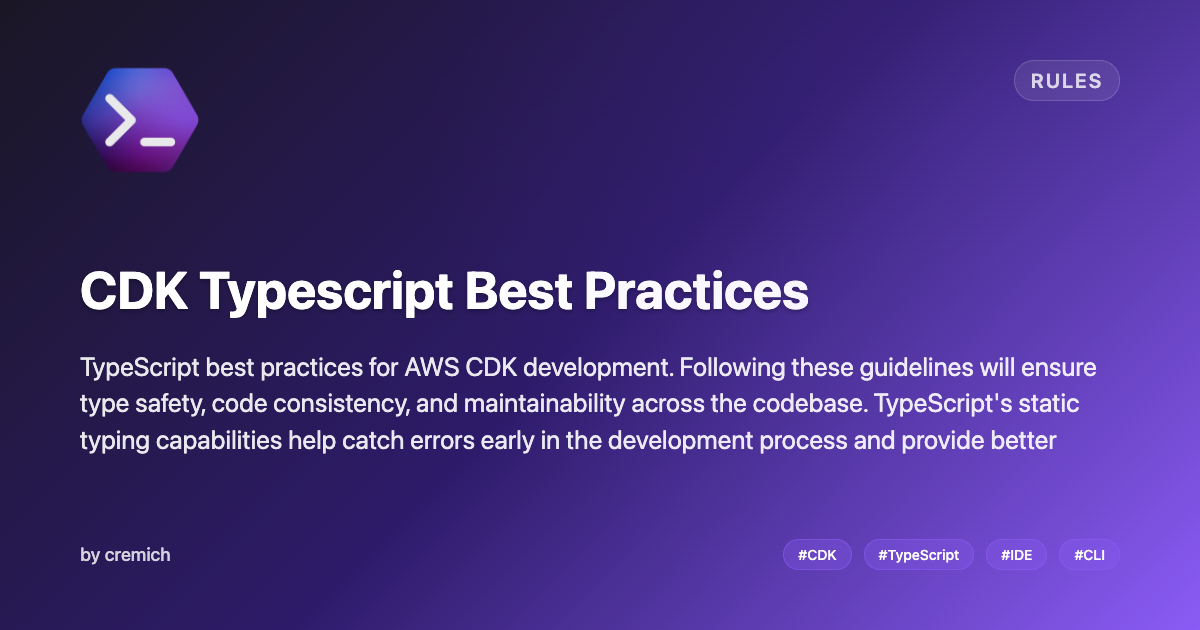 RULES
CDK Typescript Best Practices
TypeScript best practices for AWS CDK development. Following these guidelines will ensure
type safety, code consistency, and maintainability across the codebase. TypeScript's static
typing capabilities help catch errors early in the development process and provide better
by cremich
#CDK #TypeScript #IDE #CLI